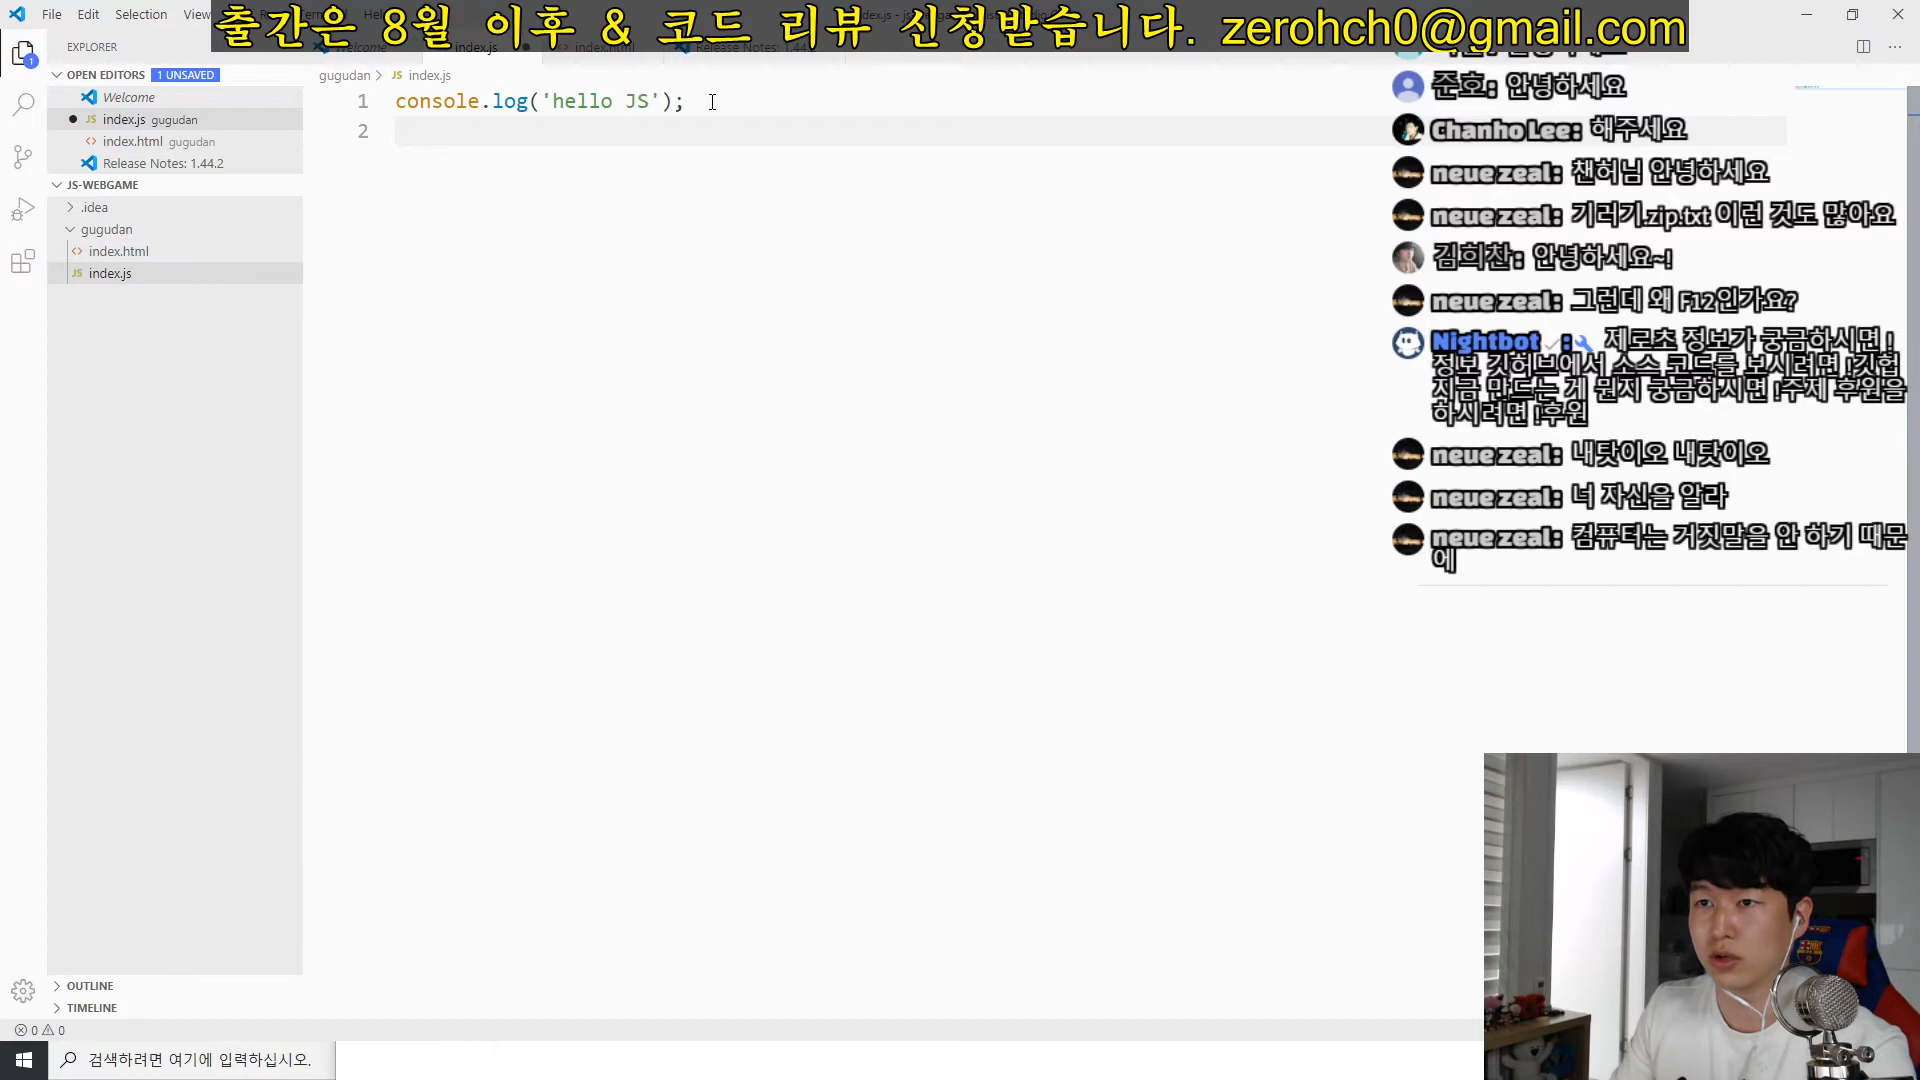 File Edit Selection View
출간은 8월 이후 & 코드 리뷰 신청받습니다. zerohch0@gmail.com
EXPLORER
OPEN EDITORS 1 UNSAVED
Welcome
index.js gugudan
index.html gugudan
Release Notes: 1.44.2
JS-WEBGAME
.idea
gugudan
index.html
index.js
OUTLINE
TIMELINE
0 0
검색하려면 여기에 입력하십시오.
gugudan > JS index.js
1 console.log('hello JS');
2
준호: 안녕하세요
Chanho Lee: 해주세요
neue zeal: 챈허님 안녕하세요
neue zeal: 기러기.zip.txt 이런 것도 많아요
김희찬: 안녕하세요~!
neue zeal: 그런데 왜 F12인가요?
Nightbot : 제로초 정보가 궁금하시면 !
정보 깃허브에서 소스 코드를 보시려면 !깃헙
지금 만드는 게 뭔지 궁금하시면 !주제 후원을
하시려면 !후원
neue zeal: 내탓이오 내탓이오
neue zeal: 너 자신을 알라
neue zeal: 컴퓨터는 거짓말을 안 하기 때문
에